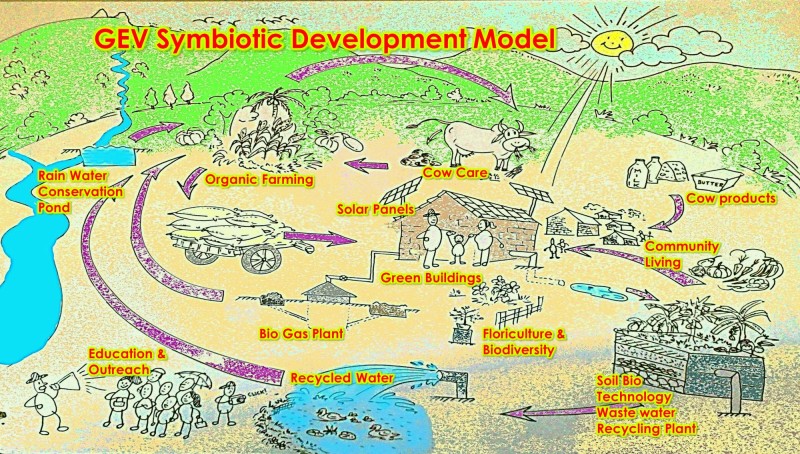 GEV Symbiotic Development Model
Rain Water
Conservation
Pond
Organic Farming
Cow Care
BUTTER
Cow products
Solar Panels
Community
Living
Green Buildings
Bio Gas Plant
Floriculture &
Biodiversity
Education &
Outreach
CLICK!
Recycled Water
Soil Bio
Technology
Waste water
Recycling Plant